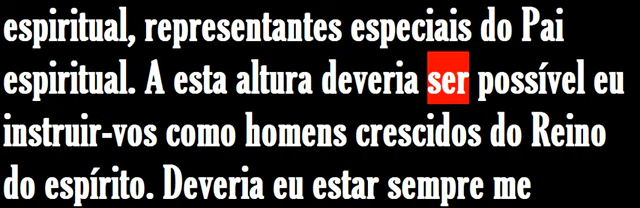 espiritual, representantes especiais do Pai
espiritual. A esta altura deveria ser possível eu
instruir-vos como homens crescidos do Reino
do espírito. Deveria eu estar sempre me